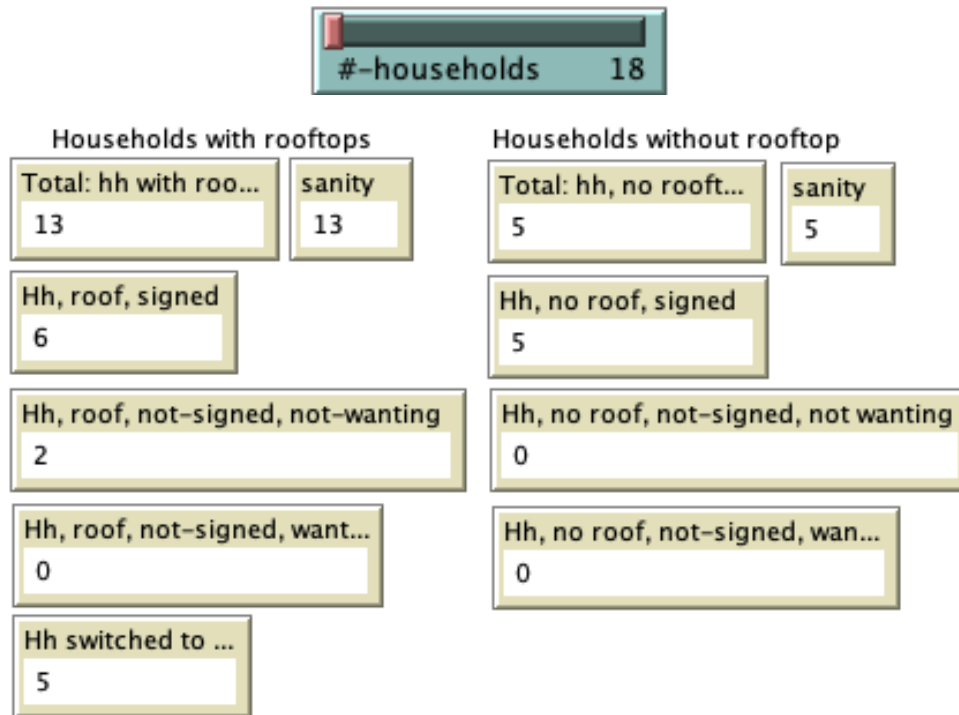 #-households 18
Households with rooftops
Households without rooftop
Total: hh with roo...
13
sanity
13
Total: hh, no rooft...
5
sanity
5
Hh, roof, signed
6
Hh, no roof, signed
5
Hh, roof, not-signed, not-wanting
2
Hh, no roof, not-signed, not wanting
0
Hh, roof, not-signed, want...
0
Hh, no roof, not-signed, wan...
0
Hh switched to ...
5